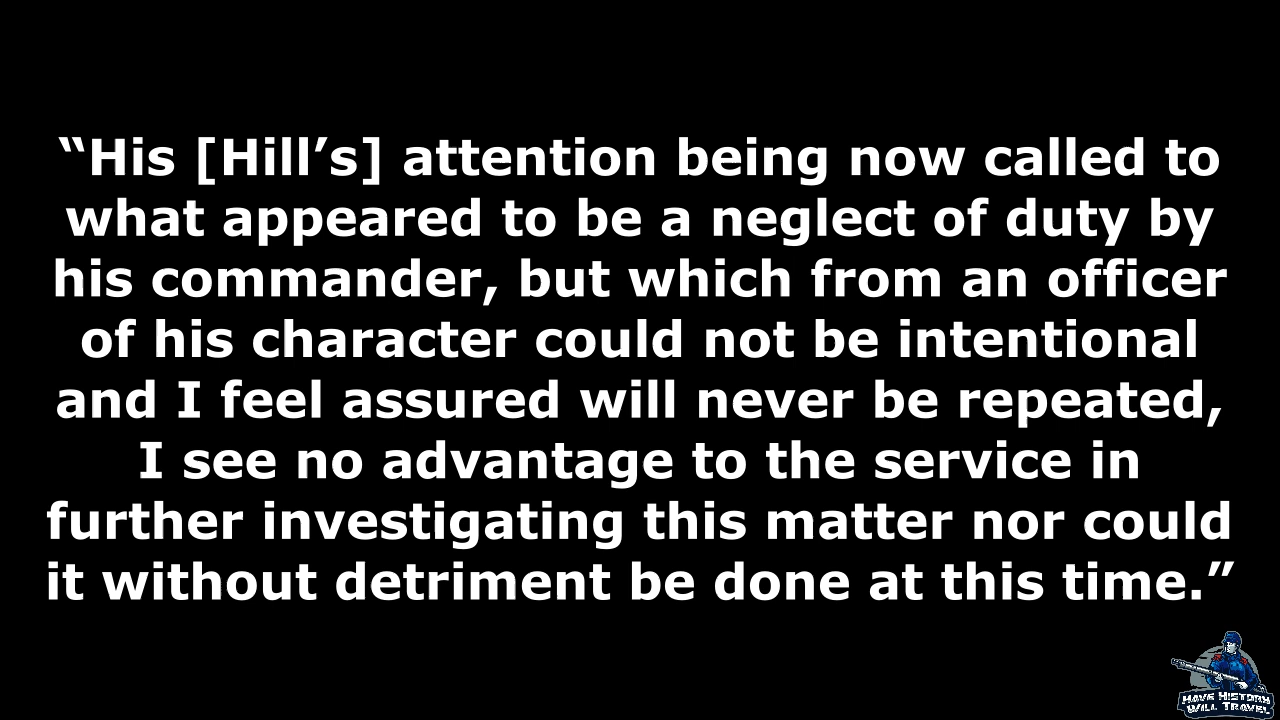 “His [Hill’s] attention being now called to
what appeared to be a neglect of duty by
his commander, but which from an officer
of his character could not be intentional
and I feel assured will never be repeated,
I see no advantage to the service in
further investigating this matter nor could
it without detriment be done at this time.”
HAVE HISTORY
WILL TRAVEL